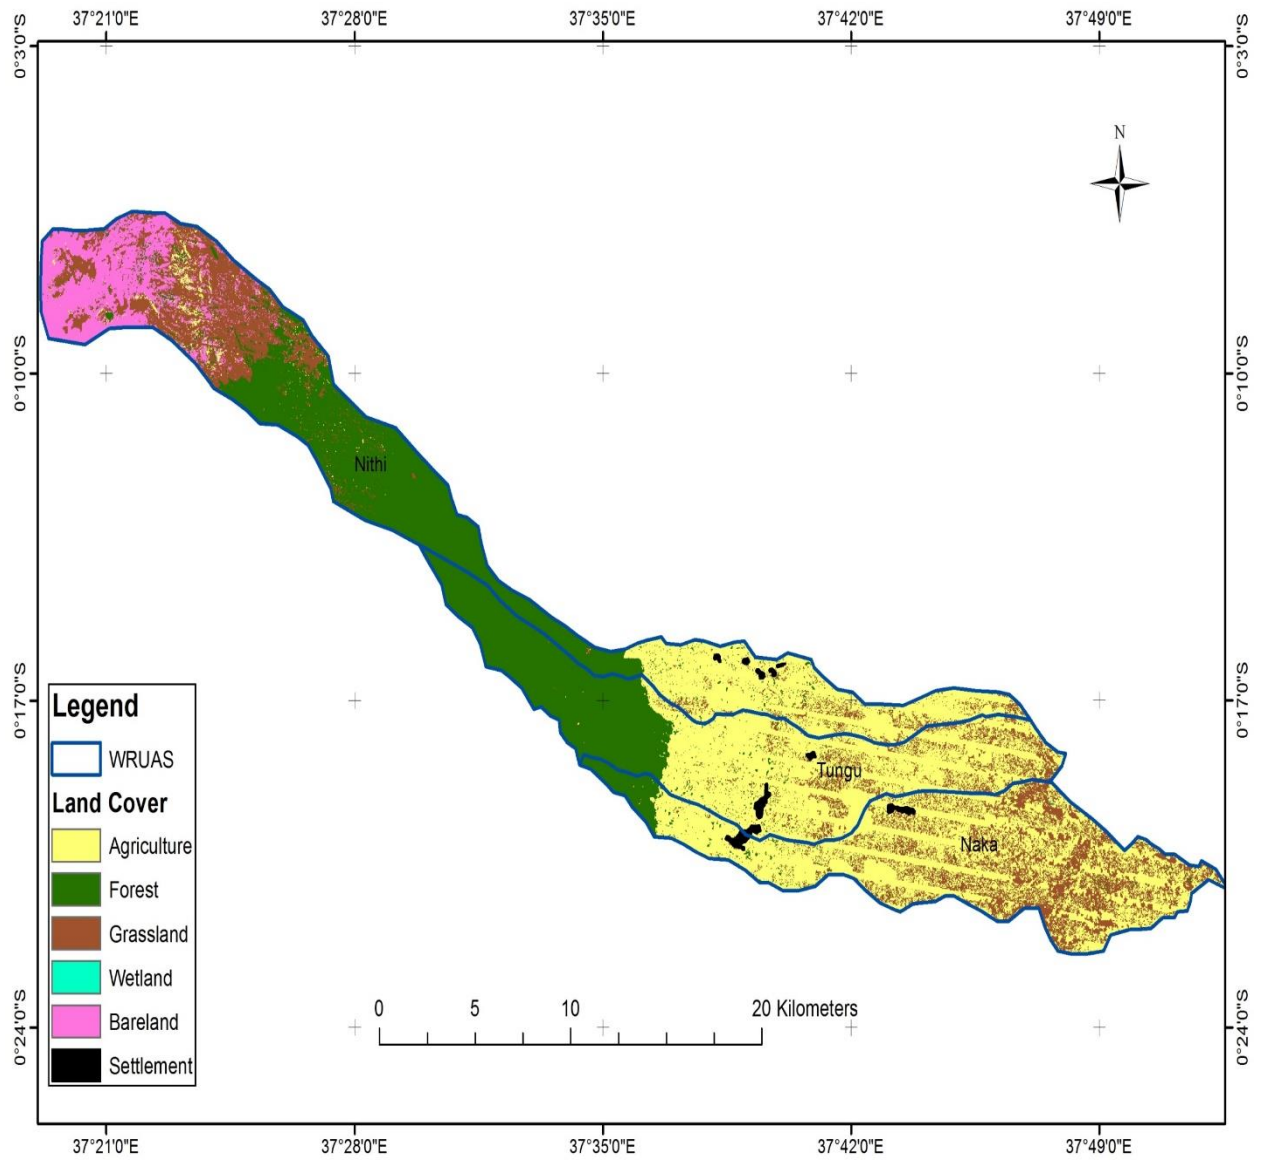 37°21'0"E 37°28'0"E 37°35'0"E 37°42'0"E 37°49'0"E
0°3'0"S 0°3'0"S
N
0°10'0"S 0°10'0"S
Nithi
0°17'0"S 0°17'0"S
Tungu
Naka
Legend
WRUAS
Land Cover
Agriculture
Forest
Grassland
Wetland
Bareland
Settlement
0 5 10 20 Kilometers
0°24'0"S 0°24'0"S
37°21'0"E 37°28'0"E 37°35'0"E 37°42'0"E 37°49'0"E